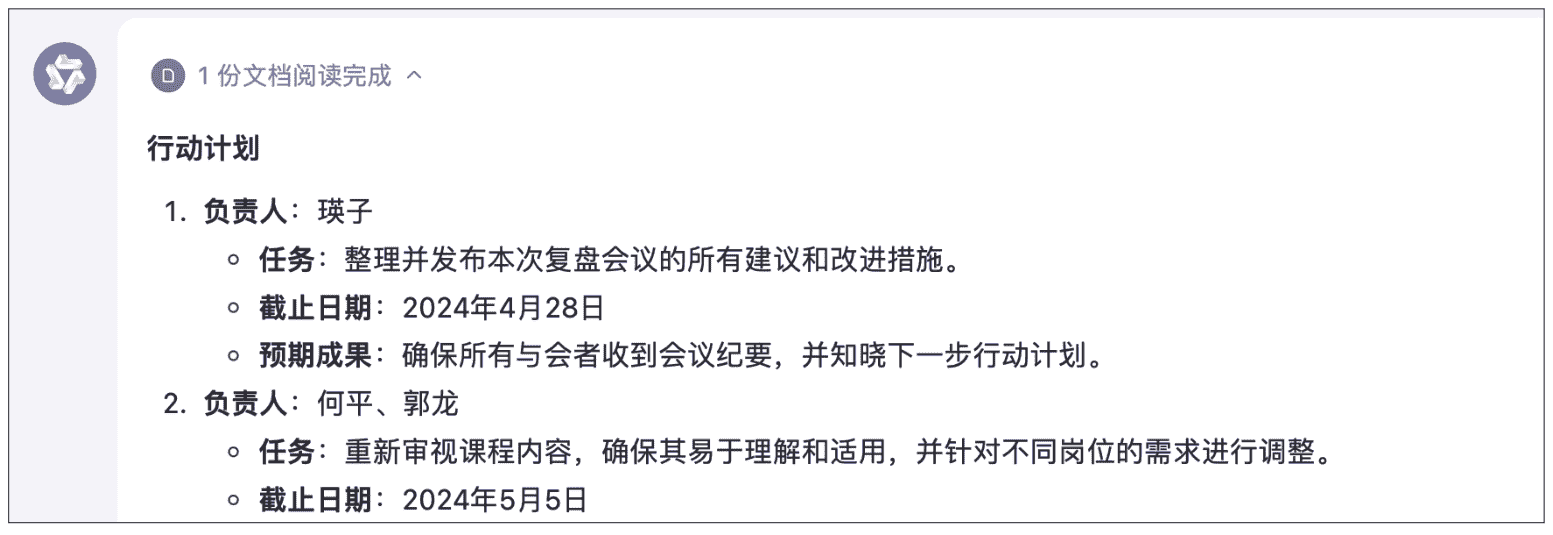 D 1 份文档阅读完成
行动计划
1. 负责人：瑛子
任务：整理并发布本次复盘会议的所有建议和改进措施。
截止日期：2024年4月28日
预期成果：确保所有与会者收到会议纪要，并知晓下一步行动计划。
2. 负责人：何平、郭龙
任务：重新审视课程内容，确保其易于理解和适用，并针对不同岗位的需求进行调整。
截止日期：2024年5月5日